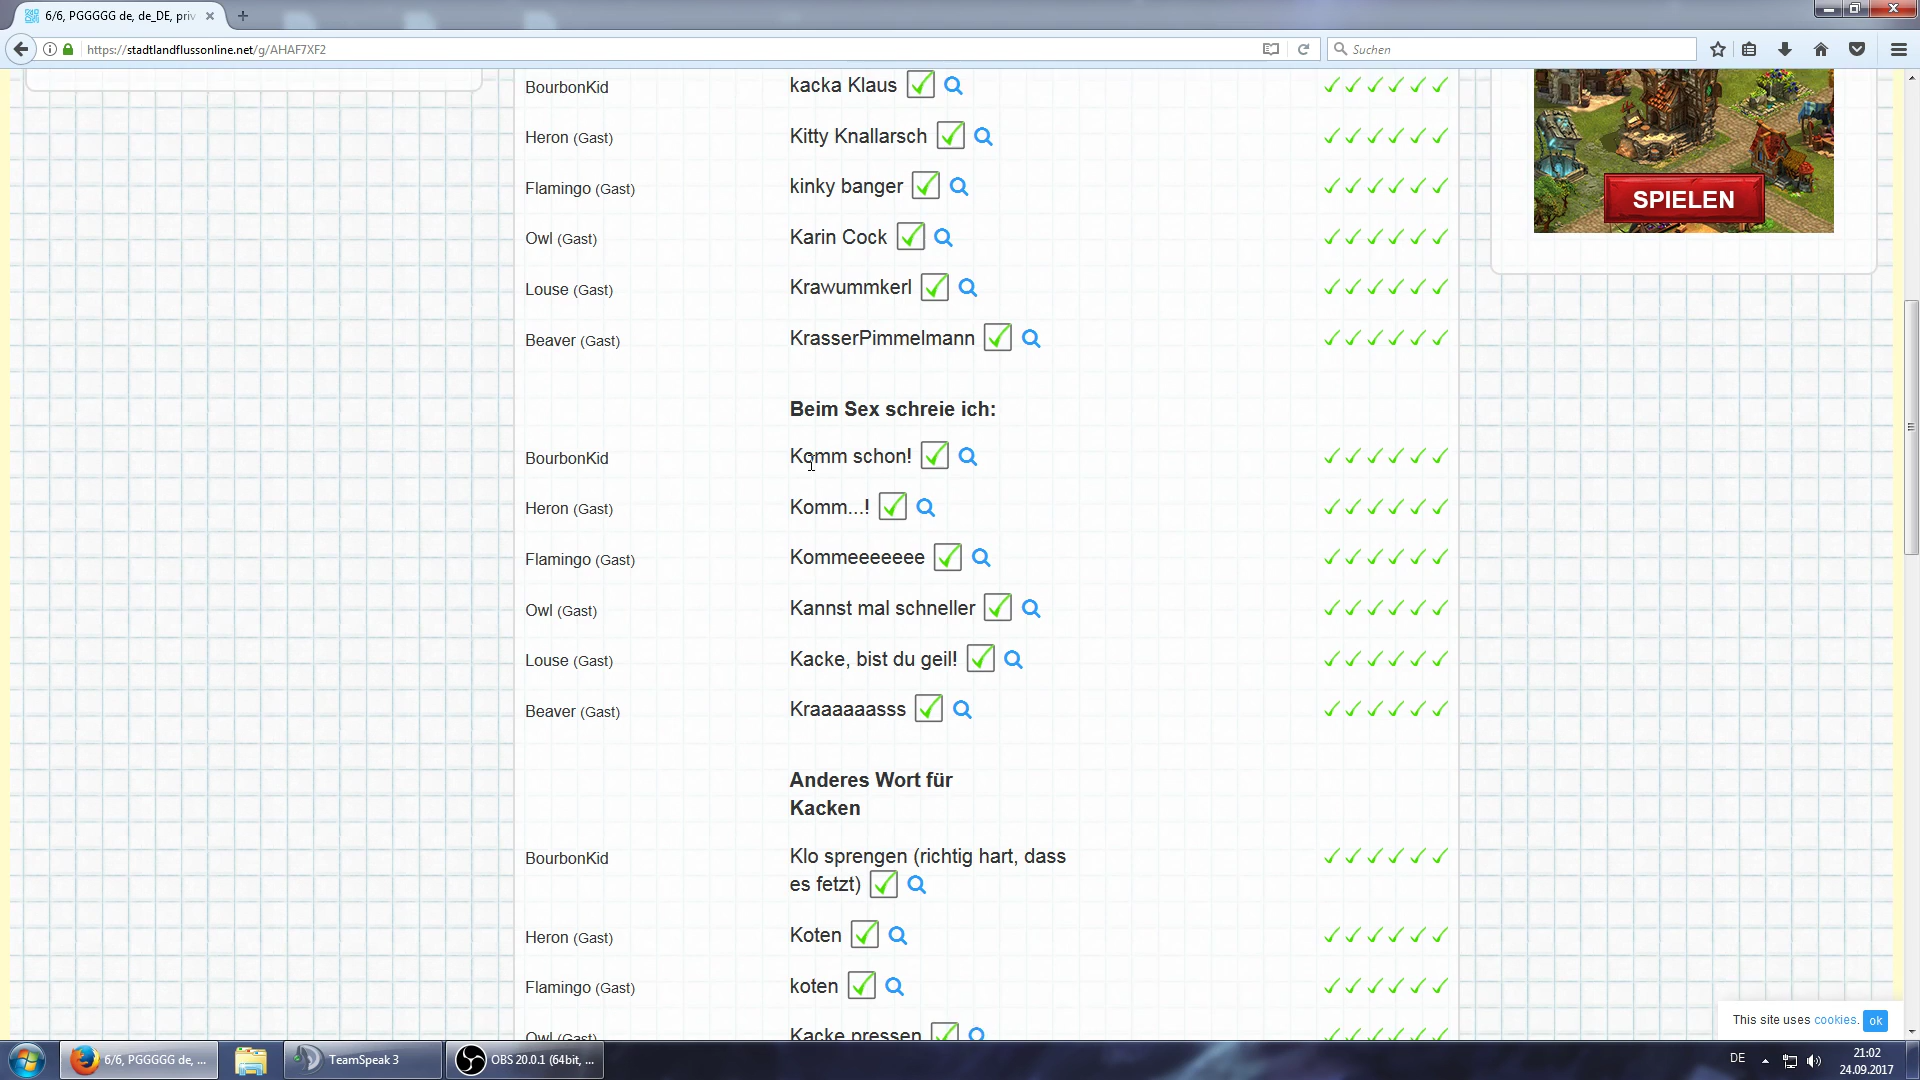 6/6, PGGGGG de, de_DE, priv
https://stadtlandflussonline.net/g/AHAF7XF2
Suchen
BourbonKid kacka Klaus
Heron (Gast) Kitty Knallarsch
Flamingo (Gast) kinky banger
Owl (Gast) Karin Cock
Louse (Gast) Krawummkerl
Beaver (Gast) KrasserPimmelmann
SPIELEN
Beim Sex schreie ich:
BourbonKid Komm schon!
Heron (Gast) Komm...!
Flamingo (Gast) Kommeeeeeee
Owl (Gast) Kannst mal schneller
Louse (Gast) Kacke, bist du geil!
Beaver (Gast) Kraaaaaasss
Anderes Wort für
Kacken
BourbonKid Klo sprengen (richtig hart, dass
es fetzt)
Heron (Gast) Koten
Flamingo (Gast) koten
Owl (Gast) Kacke pressen
This site uses cookies. ok
6/6, PGGGGG de, ...
TeamSpeak 3
OBS 20.0.1 (64bit, ...
DE
21:02
24.09.2017